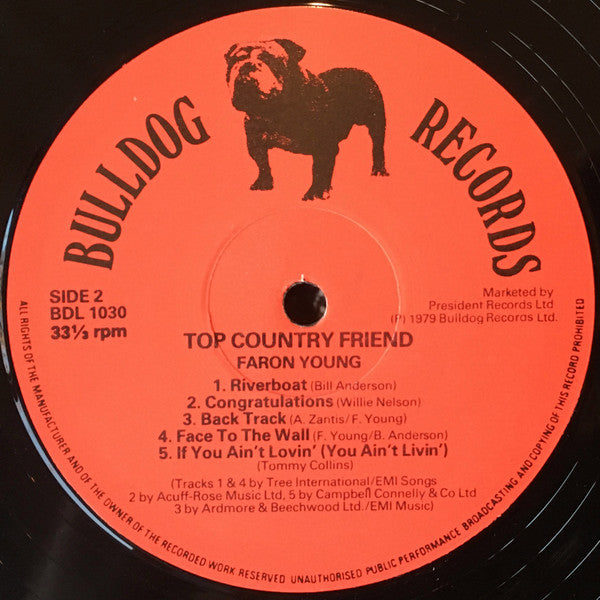 BULLDOG RECORDS
SIDE 2
BDL 1030
33⅓ rpm
Marketed by
President Records Ltd
(P) 1979 Bulldog Records Ltd.
TOP COUNTRY FRIEND
FARON YOUNG
1. Riverboat (Bill Anderson)
2. Congratulations (Willie Nelson)
3. Back Track (A. Zantis/F. Young)
4. Face To The Wall (F. Young/B. Anderson)
5. If You Ain't Lovin' (You Ain't Livin')
(Tommy Collins)
(Tracks 1 & 4 by Tree International/EMI Songs
2 by Acuff-Rose Music Ltd, 5 by Campbell Connelly & Co Ltd
3 by Ardmore & Beechwood Ltd./EMI Music)
ALL RIGHTS OF THE MANUFACTURER AND OF THE OWNER OF THE RECORDED WORK RESERVED UNAUTHORISED PUBLIC PERFORMANCE BROADCASTING AND COPYING OF THIS RECORD PROHIBITED